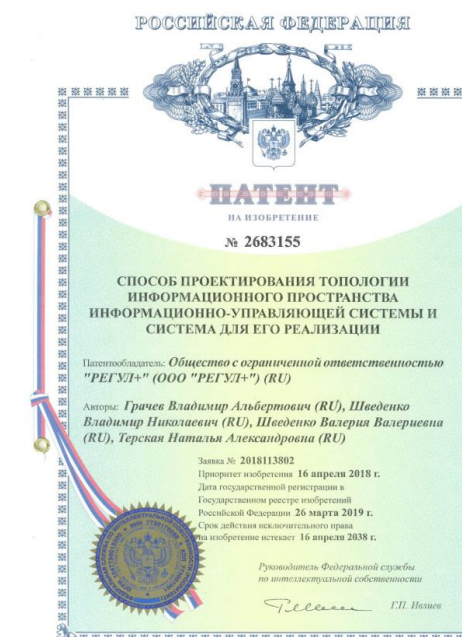 РОССИЙСКАЯ ФЕДЕРАЦИЯ
ПАТЕНТ
НА ИЗОБРЕТЕНИЕ
№ 2683155
СПОСОБ ПРОЕКТИРОВАНИЯ ТОПОЛОГИИ
ИНФОРМАЦИОННОГО ПРОСТРАНСТВА
ИНФОРМАЦИОННО-УПРАВЛЯЮЩЕЙ СИСТЕМЫ И
СИСТЕМА ДЛЯ ЕГО РЕАЛИЗАЦИИ
Патентообладатель: Общество с ограниченной ответственностью
"РЕГУЛ+" (ООО "РЕГУЛ+") (RU)
Авторы: Грачев Владимир Альбертович (RU), Шведенко
Владимир Николаевич (RU), Шведенко Валерия Валериевна
(RU), Терская Наталья Александровна (RU)
Заявка № 2018113802
Приоритет изобретения 16 апреля 2018 г.
Дата государственной регистрации в
Государственном реестре изобретений
Российской Федерации 26 марта 2019 г.
Срок действия исключительного права
на изобретение истекает 16 апреля 2038 г.
Руководитель Федеральной службы
по интеллектуальной собственности
Г.П. Ивлиев